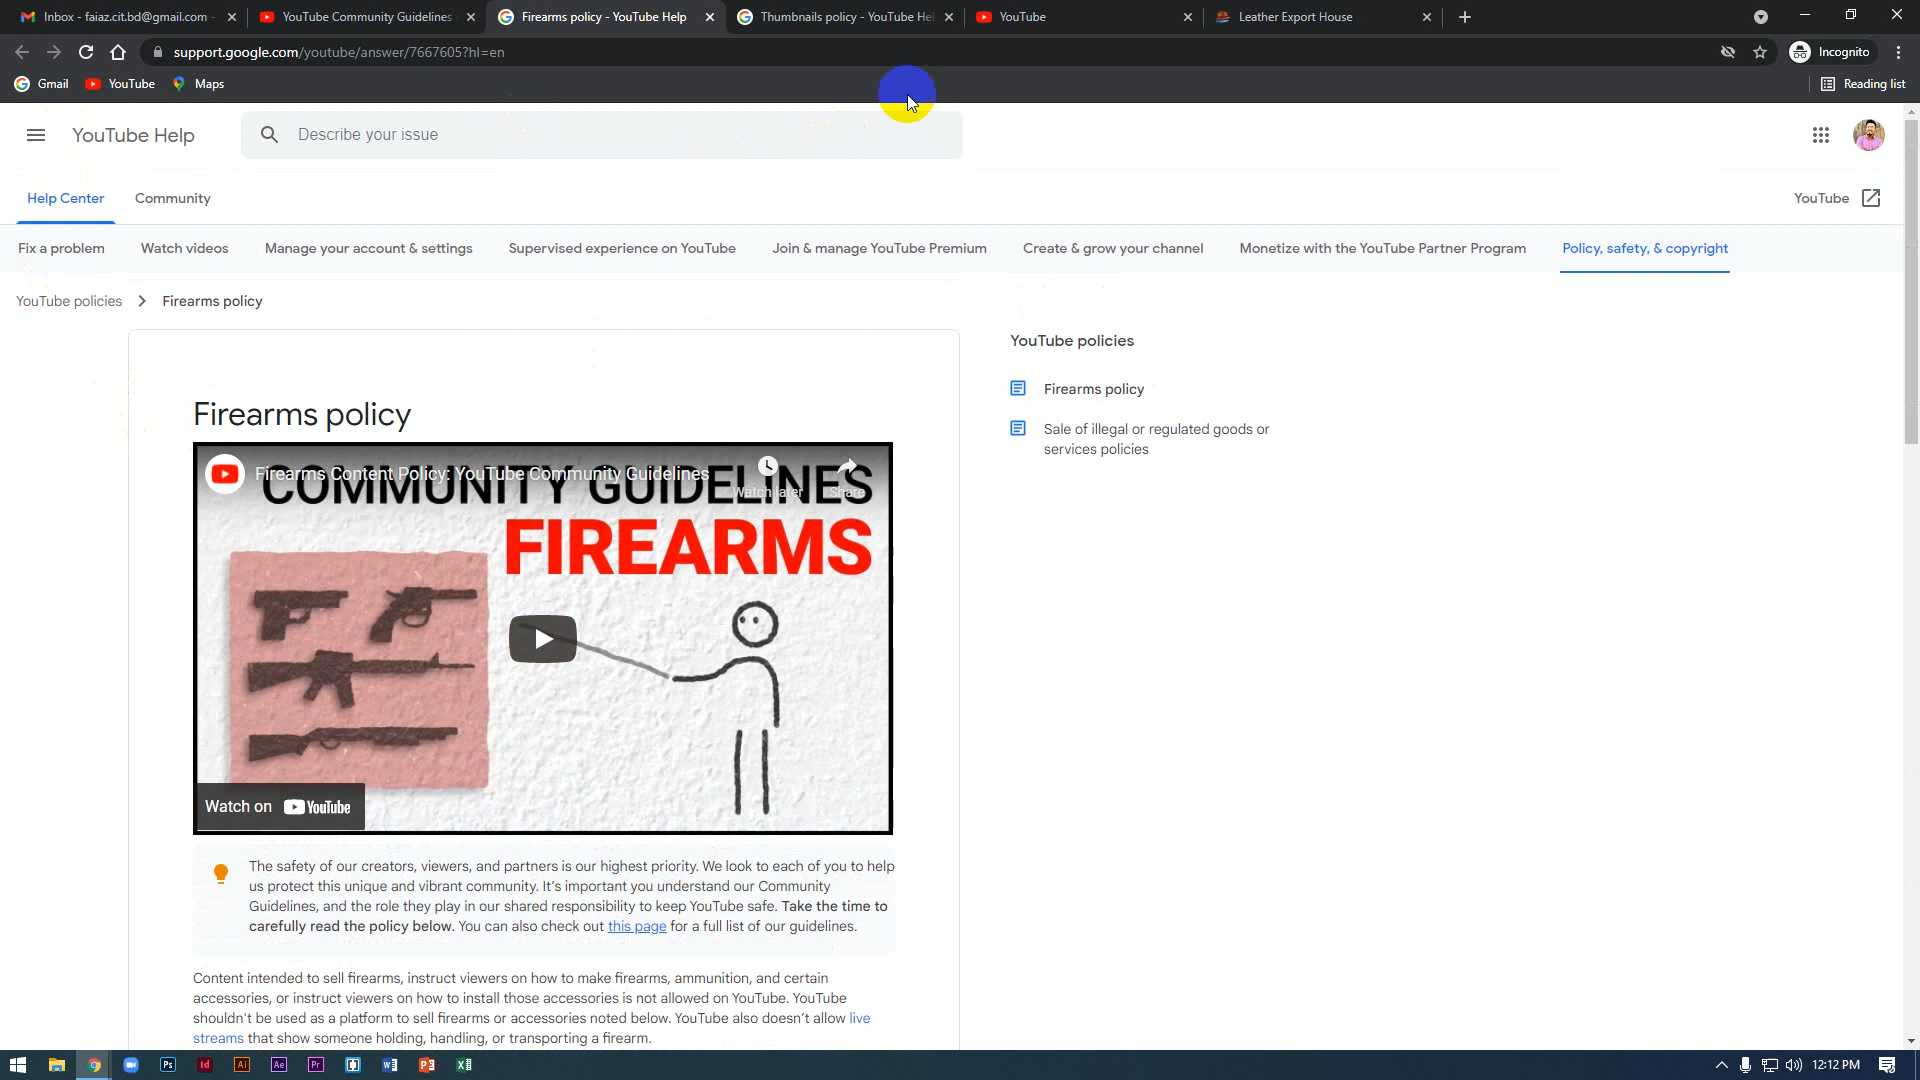 Inbox - faiaz.cit.bd@gmail.com -
YouTube Community Guidelines
Firearms policy - YouTube Help
Thumbnails policy - YouTube He
YouTube
Leather Export House
support.google.com/youtube/answer/7667605?hl=en
Incognito
Gmail
YouTube
Maps
Reading list
YouTube Help
Describe your issue
Help Center
Community
YouTube
Fix a problem
Watch videos
Manage your account & settings
Supervised experience on YouTube
Join & manage YouTube Premium
Create & grow your channel
Monetize with the YouTube Partner Program
Policy, safety, & copyright
YouTube policies
Firearms policy
Firearms policy
Firearms Content Policy: YouTube Community Guidelines
Watch later
Share
COMMUNITY GUIDELINES
FIREARMS
Watch on YouTube
The safety of our creators, viewers, and partners is our highest priority. We look to each of you to help
us protect this unique and vibrant community. It's important you understand our Community
Guidelines, and the role they play in our shared responsibility to keep YouTube safe. Take the time to
carefully read the policy below. You can also check out this page for a full list of our guidelines.
Content intended to sell firearms, instruct viewers on how to make firearms, ammunition, and certain
accessories, or instruct viewers on how to install those accessories is not allowed on YouTube. YouTube
shouldn't be used as a platform to sell firearms or accessories noted below. YouTube also doesn't allow live
streams that show someone holding, handling, or transporting a firearm.
YouTube policies
Firearms policy
Sale of illegal or regulated goods or
services policies
Ps
Id
Ai
Ae
Pr
12:12 PM